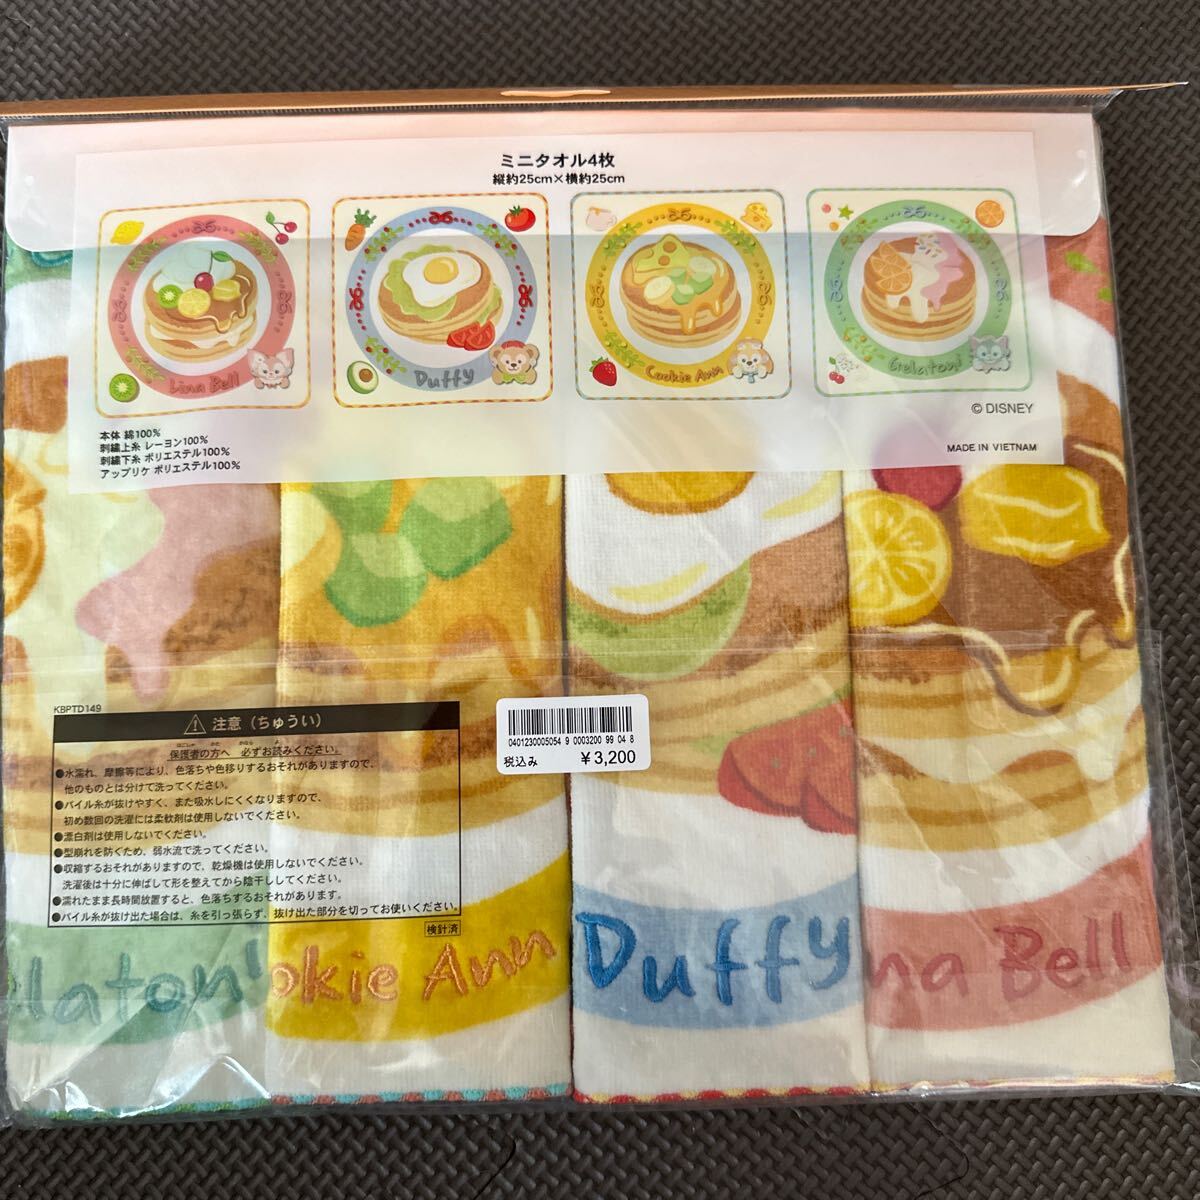 ミニタオル4枚
縦約25cm×横約25cm
Lina Bell
Duffy
Cookie Ann
Gelatoni
© DISNEY
本体 綿100%
刺繍上糸 レーヨン100%
刺繍下糸 ポリエステル100%
アップリケ ポリエステル100%
MADE IN VIETNAM
KBPTD149
注意（ちゅうい）
保護者の方へ 必ずお読みください。
●水濡れ、摩擦等により、色落ちや色移りするおそれがありますので、
他のものとは分けて洗ってください。
●パイル糸が抜けやすく、また吸水しにくくなりますので、
初め数回の洗濯には柔軟剤は使用しないでください。
●漂白剤は使用しないでください。
●型崩れを防ぐため、弱水流で洗ってください。
●収縮するおそれがありますので、乾燥機は使用しないでください。
洗濯後は十分に伸ばして形を整えてから陰干ししてください。
●濡れたまま長時間放置すると、色落ちするおそれがあります。
●パイル糸が抜け出た場合は、糸を引っ張らず、抜け出た部分を切ってお使いください。
検針済
0401230005054 9 0003200 99 04 8
税込み ¥3,200
elatoni
ookie Ann
Duffy
na Bell